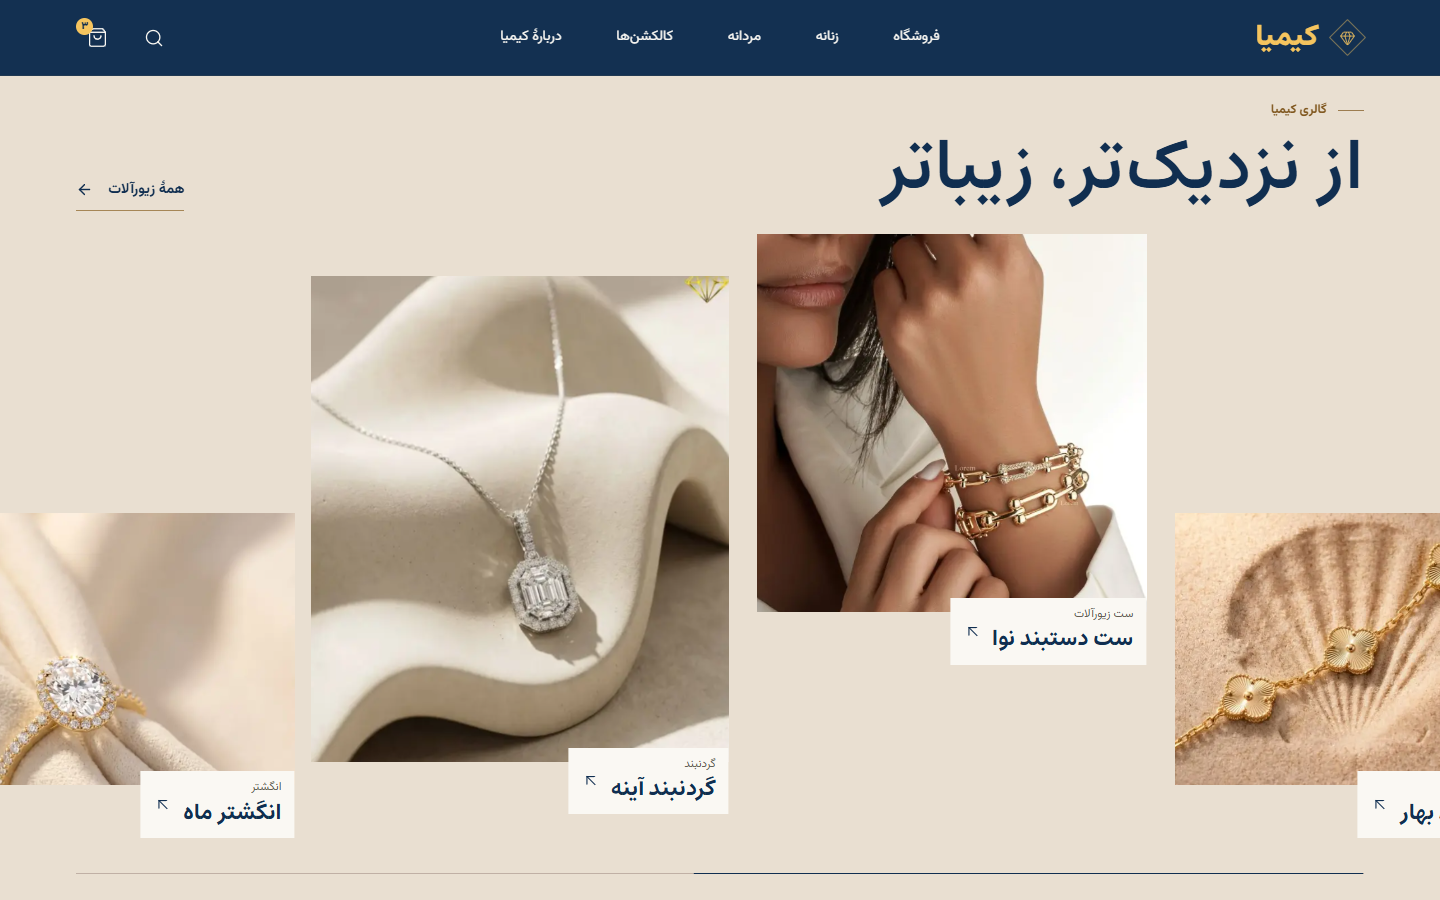 کیمیا
فروشگاه
زنانه
مردانه
کالکشن‌ها
دربارهٔ کیمیا
۳
گالری کیمیا
از نزدیک‌تر، زیباتر
همهٔ زیورآلات
بهار
Lorem
ست زیورآلات
ست دستبند نوا
گردنبند
گردنبند آینه
انگشتر
انگشتر ماه